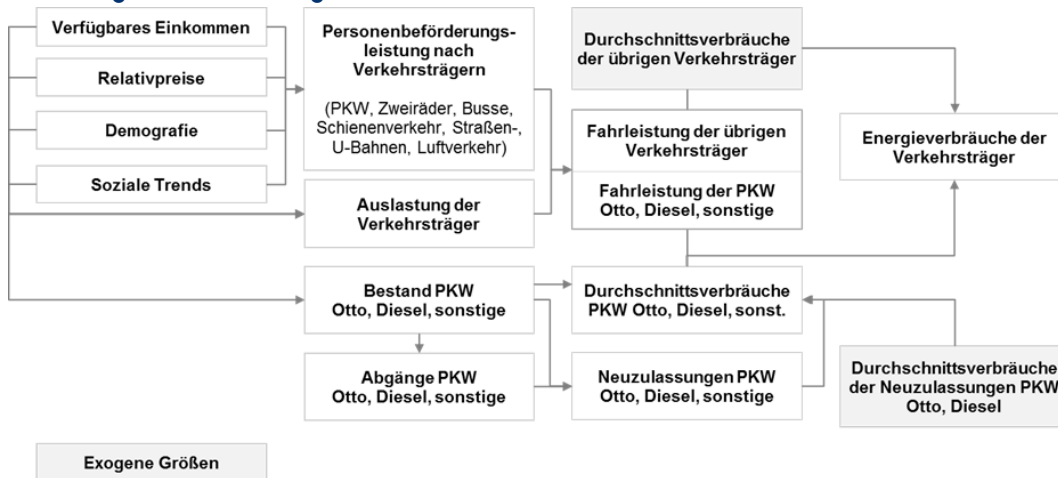 Verfügbares Einkommen
Relativpreise
Demografie
Soziale Trends
Personenbeförderungs-
leistung nach
Verkehrsträgern
(PKW, Zweiräder, Busse,
Schienenverkehr, Straßen-,
U-Bahnen, Luftverkehr)
Auslastung der
Verkehrsträger
Bestand PKW
Otto, Diesel, sonstige
Abgänge PKW
Otto, Diesel, sonstige
Durchschnittsverbräuche
der übrigen Verkehrsträger
Fahrleistung der übrigen
Verkehrsträger
Fahrleistung der PKW
Otto, Diesel, sonstige
Durchschnittsverbräuche
PKW Otto, Diesel, sonst.
Neuzulassungen PKW
Otto, Diesel, sonstige
Energieverbräuche der
Verkehrsträger
Durchschnittsverbräuche
der Neuzulassungen PKW
Otto, Diesel
Exogene Größen